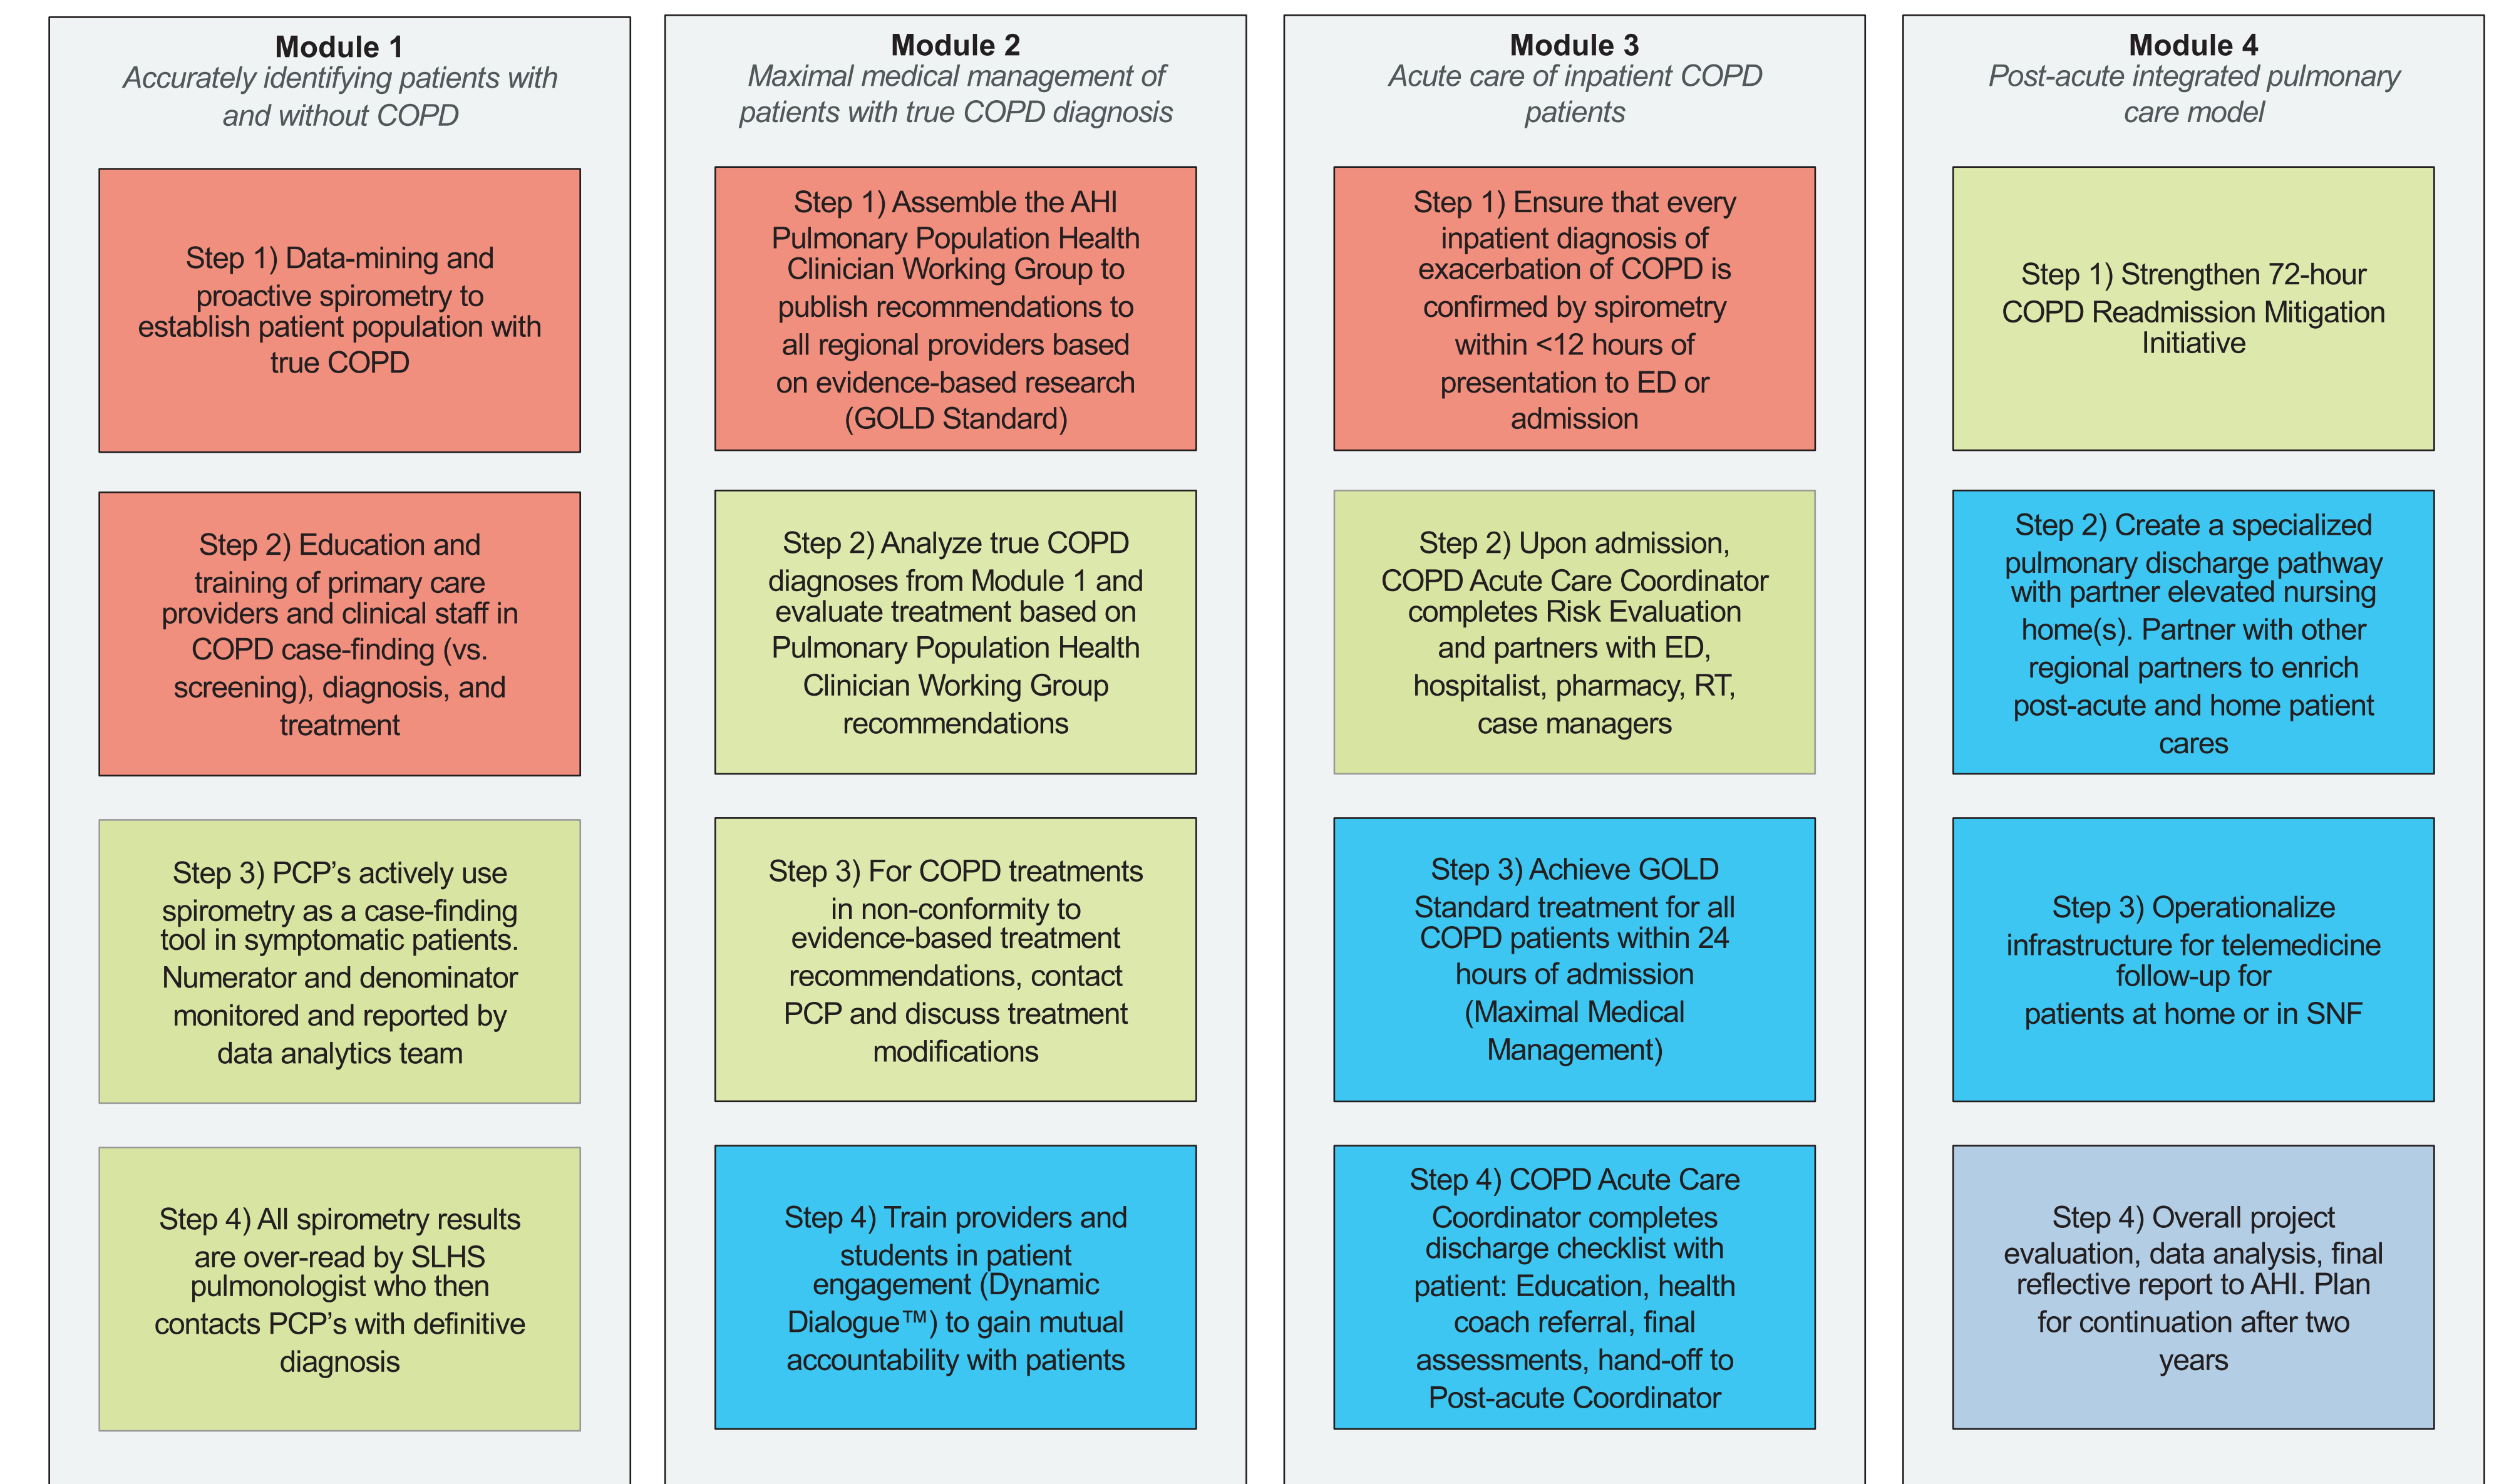 Module 1
Accurately identifying patients with
and without COPD
Step 1) Data-mining and
proactive spirometry to
establish patient population with
true COPD
Step 2) Education and
training of primary care
providers and clinical staff in
COPD case-finding (vs.
screening), diagnosis, and
treatment
Step 3) PCP’s actively use
spirometry as a case-finding
tool in symptomatic patients.
Numerator and denominator
monitored and reported by
data analytics team
Step 4) All spirometry results
are over-read by SLHS
pulmonologist who then
contacts PCP’s with definitive
diagnosis
Module 2
Maximal medical management of
patients with true COPD diagnosis
Step 1) Assemble the AHI
Pulmonary Population Health
Clinician Working Group to
publish recommendations to
all regional providers based
on evidence-based research
(GOLD Standard)
Step 2) Analyze true COPD
diagnoses from Module 1 and
evaluate treatment based on
Pulmonary Population Health
Clinician Working Group
recommendations
Step 3) For COPD treatments
in non-conformity to
evidence-based treatment
recommendations, contact
PCP and discuss treatment
modifications
Step 4) Train providers and
students in patient
engagement (Dynamic
Dialogue™) to gain mutual
accountability with patients
Module 3
Acute care of inpatient COPD
patients
Step 1) Ensure that every
inpatient diagnosis of
exacerbation of COPD is
confirmed by spirometry
within <12 hours of
presentation to ED or
admission
Step 2) Upon admission,
COPD Acute Care Coordinator
completes Risk Evaluation
and partners with ED,
hospitalist, pharmacy, RT,
case managers
Step 3) Achieve GOLD
Standard treatment for all
COPD patients within 24
hours of admission
(Maximal Medical
Management)
Step 4) COPD Acute Care
Coordinator completes
discharge checklist with
patient: Education, health
coach referral, final
assessments, hand-off to
Post-acute Coordinator
Module 4
Post-acute integrated pulmonary
care model
Step 1) Strengthen 72-hour
COPD Readmission Mitigation
Initiative
Step 2) Create a specialized
pulmonary discharge pathway
with partner elevated nursing
home(s). Partner with other
regional partners to enrich
post-acute and home patient
cares
Step 3) Operationalize
infrastructure for telemedicine
follow-up for
patients at home or in SNF
Step 4) Overall project
evaluation, data analysis, final
reflective report to AHI. Plan
for continuation after two
years